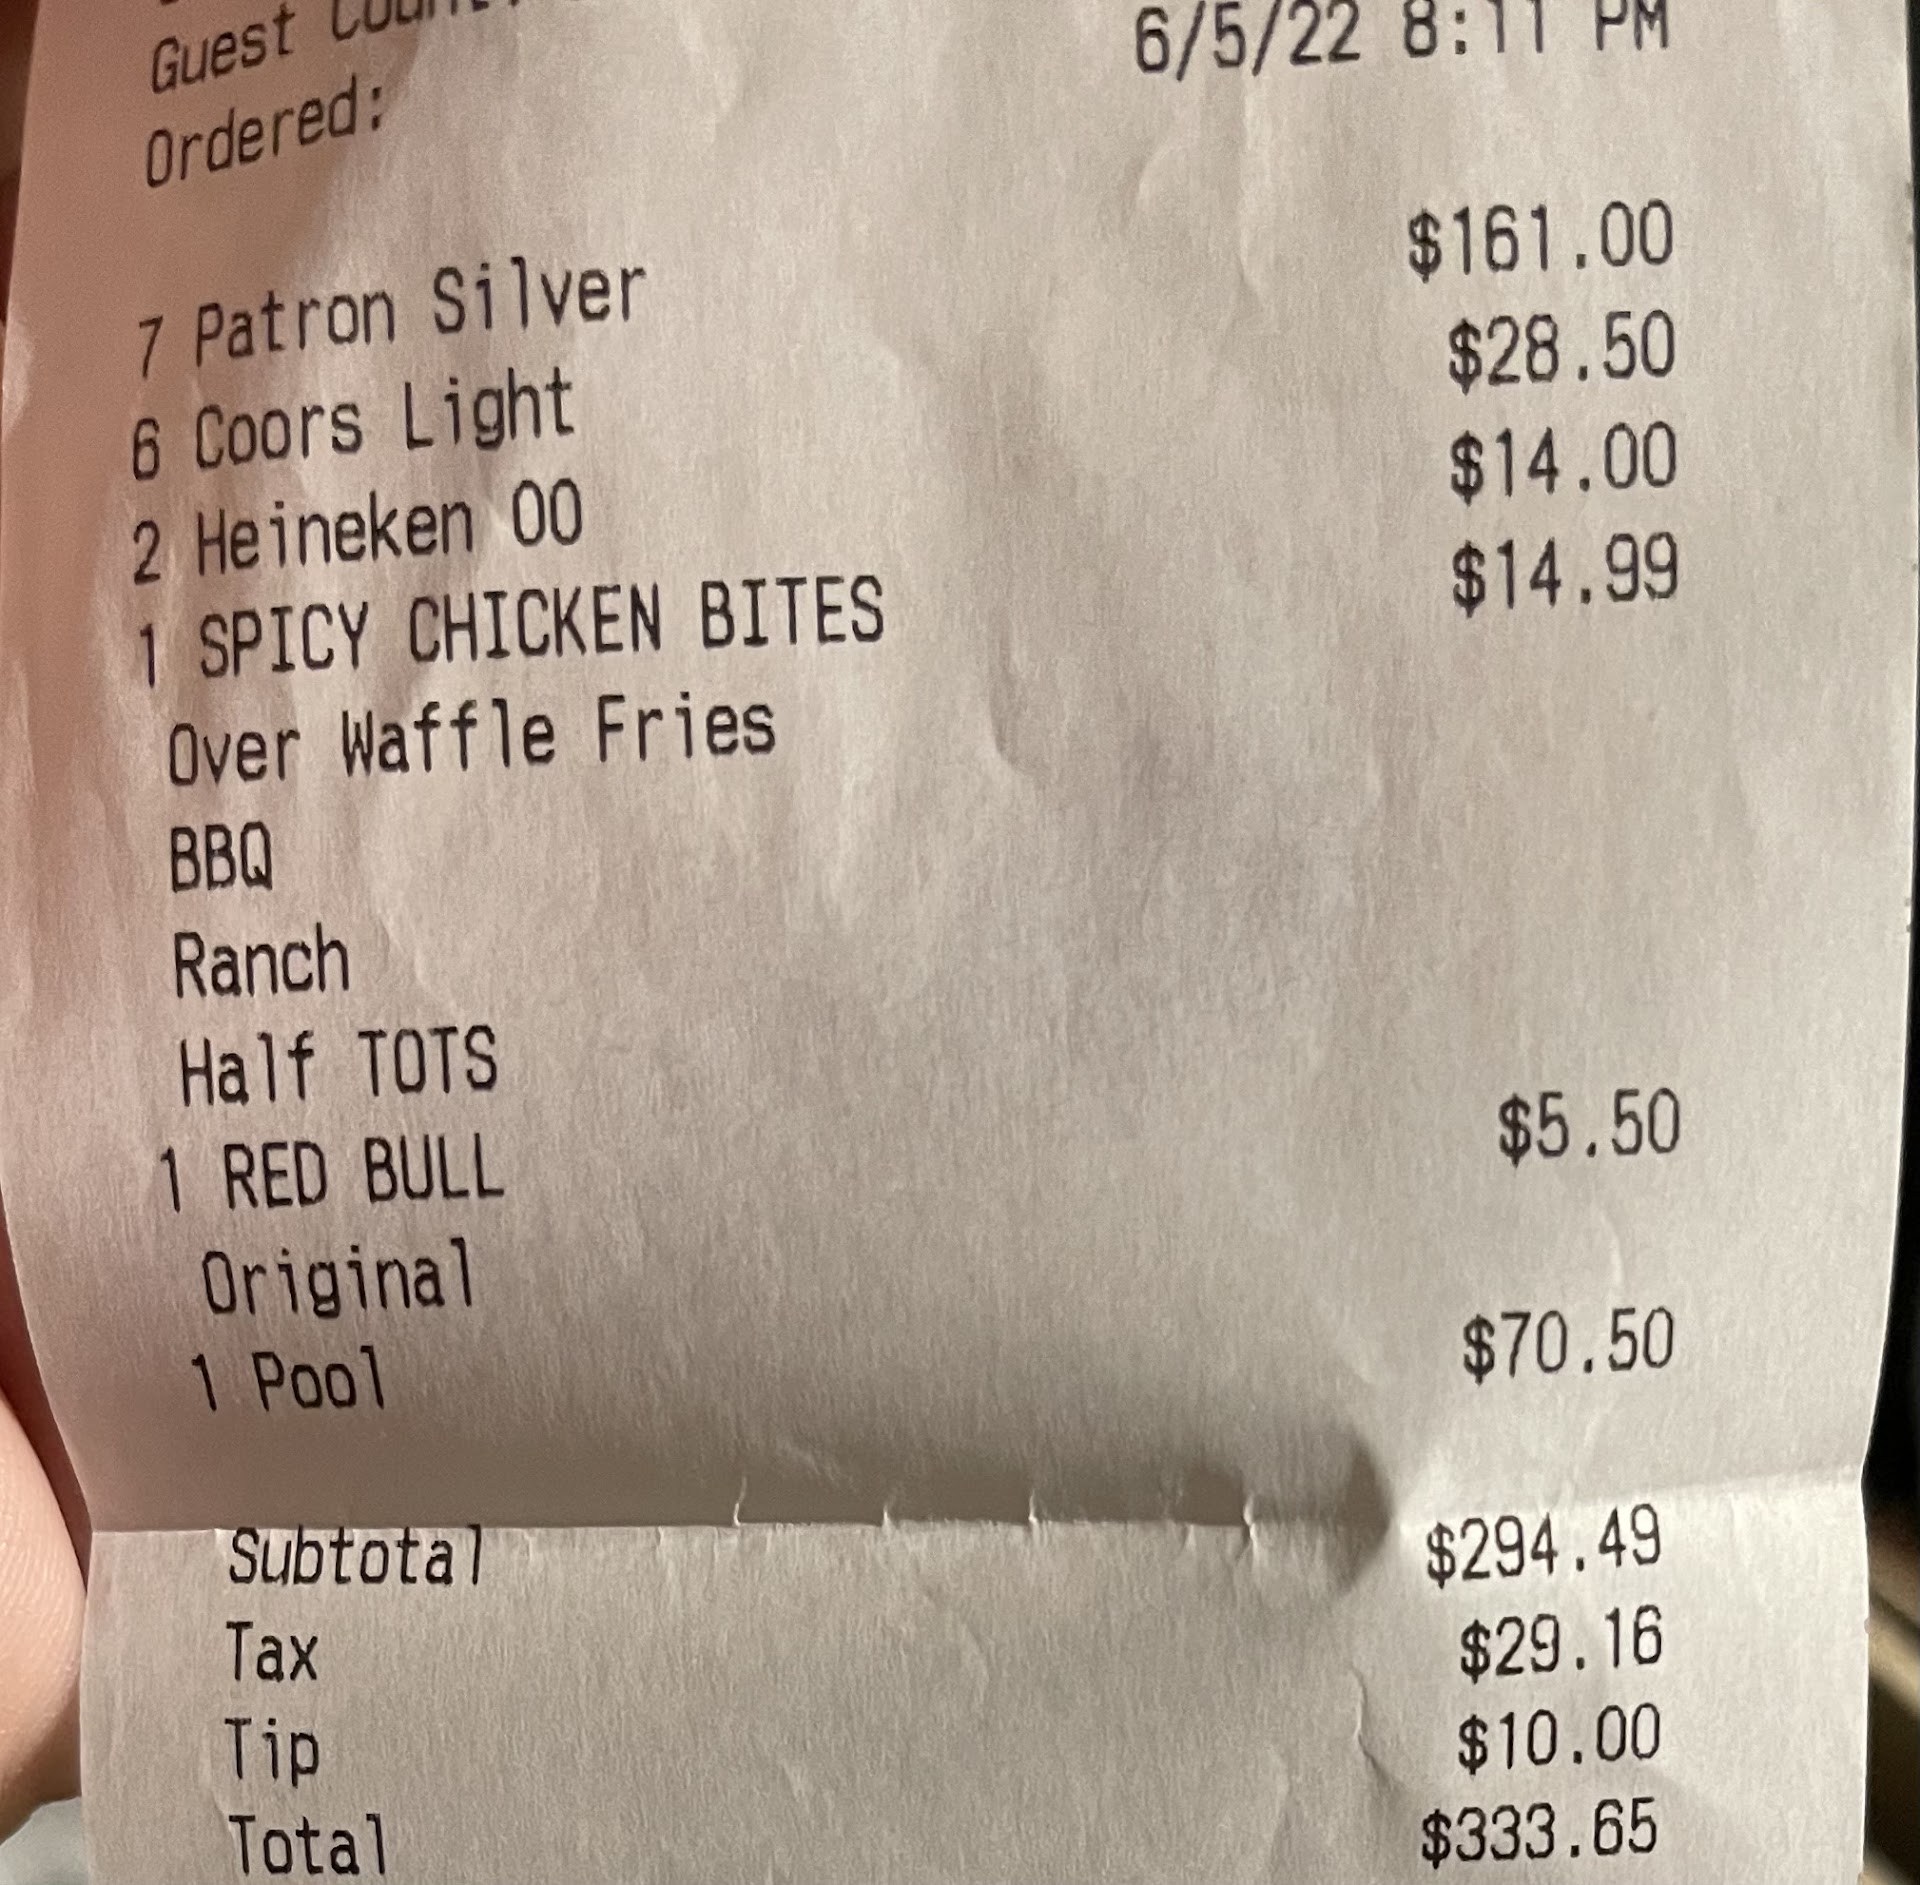 Guest Count:
Ordered: 6/5/22 8:11 PM
7 Patron Silver $161.00
6 Coors Light $28.50
2 Heineken 00 $14.00
1 SPICY CHICKEN BITES $14.99
Over Waffle Fries
BBQ
Ranch
Half TOTS
1 RED BULL $5.50
Original
1 Pool $70.50
Subtotal $294.49
Tax $29.16
Tip $10.00
Total $333.65